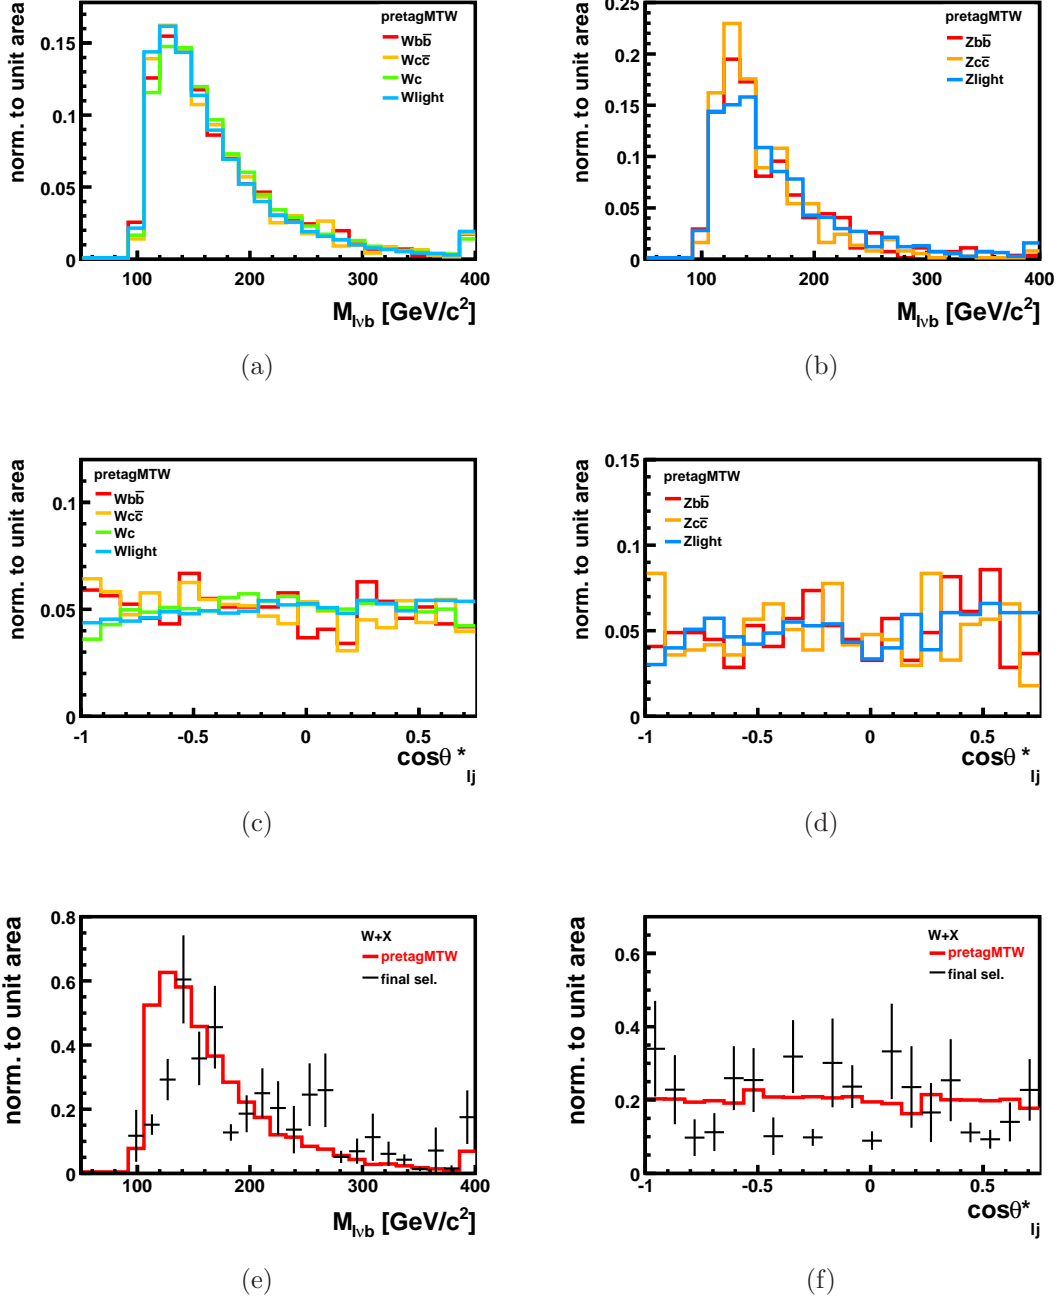 norm. to unit area
pretagMTW
Wbb̅
Wcc̅
Wc
Wlight
0.15
0.1
0.05
0
100 200 300 400
M_lνb [GeV/c²]
(a)
norm. to unit area
pretagMTW
Zbb̅
Zcc̅
Zlight
0.25
0.2
0.15
0.1
0.05
0
100 200 300 400
M_lνb [GeV/c²]
(b)
norm. to unit area
pretagMTW
Wbb̅
Wcc̅
Wc
Wlight
0.1
0.05
0
-1 -0.5 0 0.5
cosθ*_lj
(c)
norm. to unit area
pretagMTW
Zbb̅
Zcc̅
Zlight
0.15
0.1
0.05
0
-1 -0.5 0 0.5
cosθ*_lj
(d)
norm. to unit area
W+X
pretagMTW
final sel.
0.8
0.6
0.4
0.2
0
100 200 300 400
M_lνb [GeV/c²]
(e)
norm. to unit area
W+X
pretagMTW
final sel.
0.6
0.4
0.2
0
-1 -0.5 0 0.5
cosθ*_lj
(f)